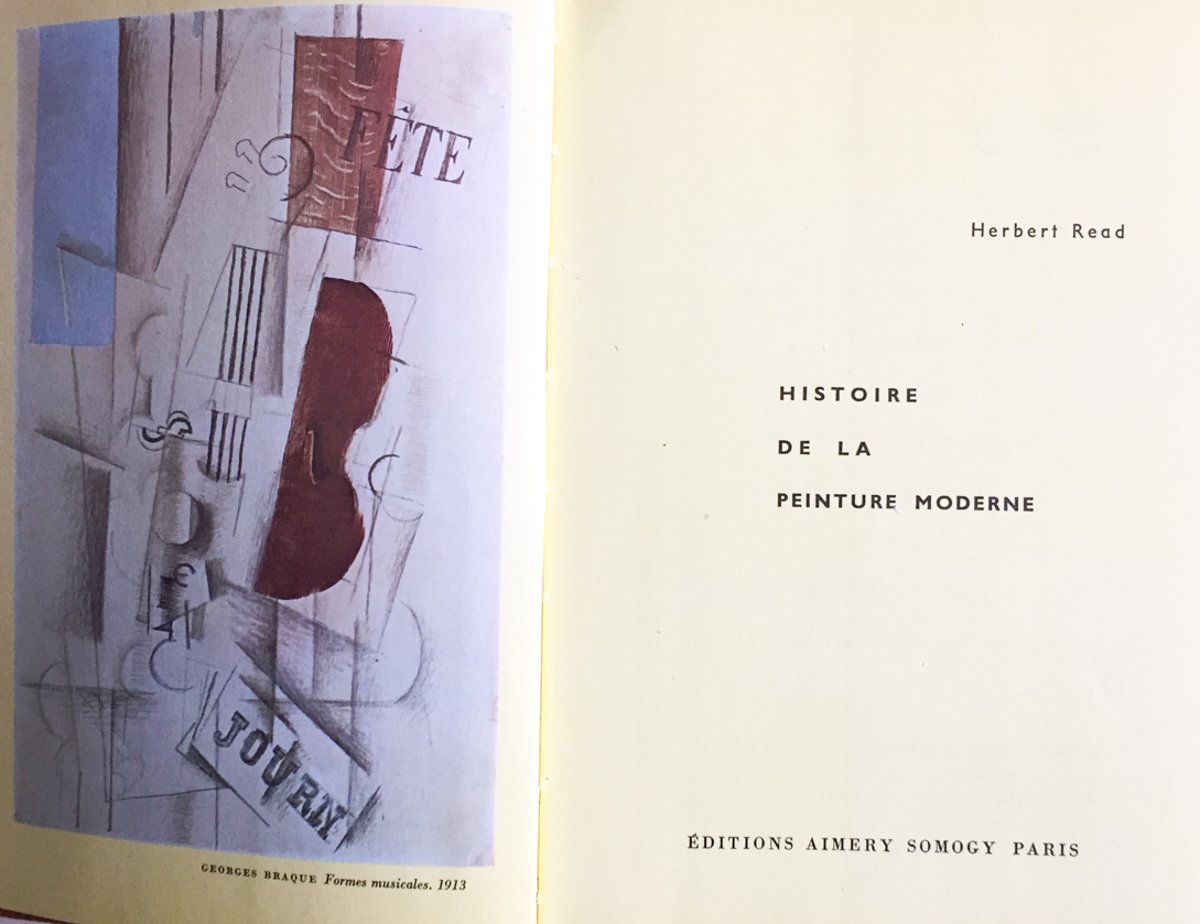 FÊTE
JOURN
GEORGES BRAQUE Formes musicales. 1913
Herbert Read
HISTOIRE
DE LA
PEINTURE MODERNE
ÉDITIONS AIMERY SOMOGY PARIS